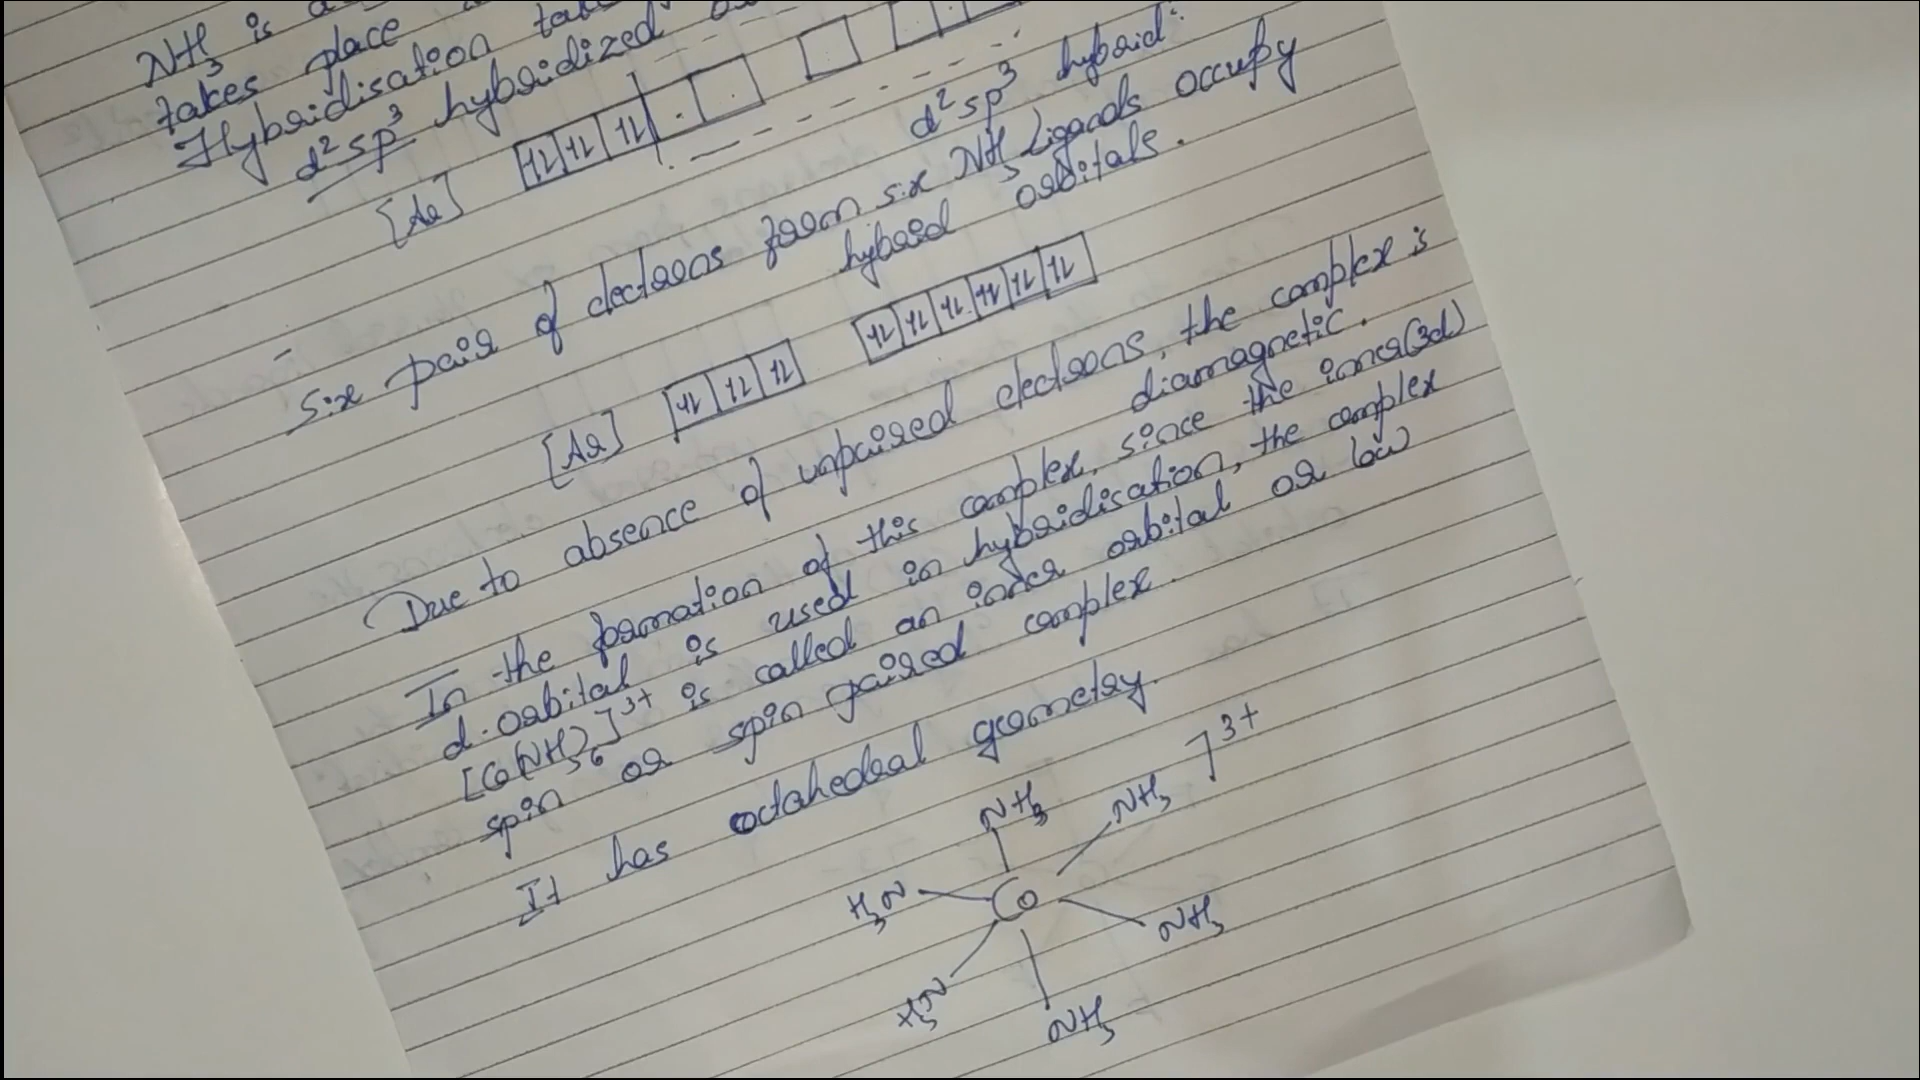 NH3 is a
takes place
Hybridisation
d²sp³ hybridized
[Ar] 1L 1L 1L
d²sp³ hybrid.
Six pair of electrons from six NH3 Ligands occupy
hybrid orbitals.
[Ar] 1L 1L 1L 1L 1L 1L 1L 1L 1L
Due to absence of unpaired electrons, the complex is
diamagnetic.
In the formation of this complex, since the inner(3d)
d. orbital is used in hybridisation, the complex
[Co(NH3)6]3+ is called an inner orbital or low
spin or spin paired complex.
It has octahedral geometry.
]3+
NH3 NH3
H3N Co NH3
H3N NH3